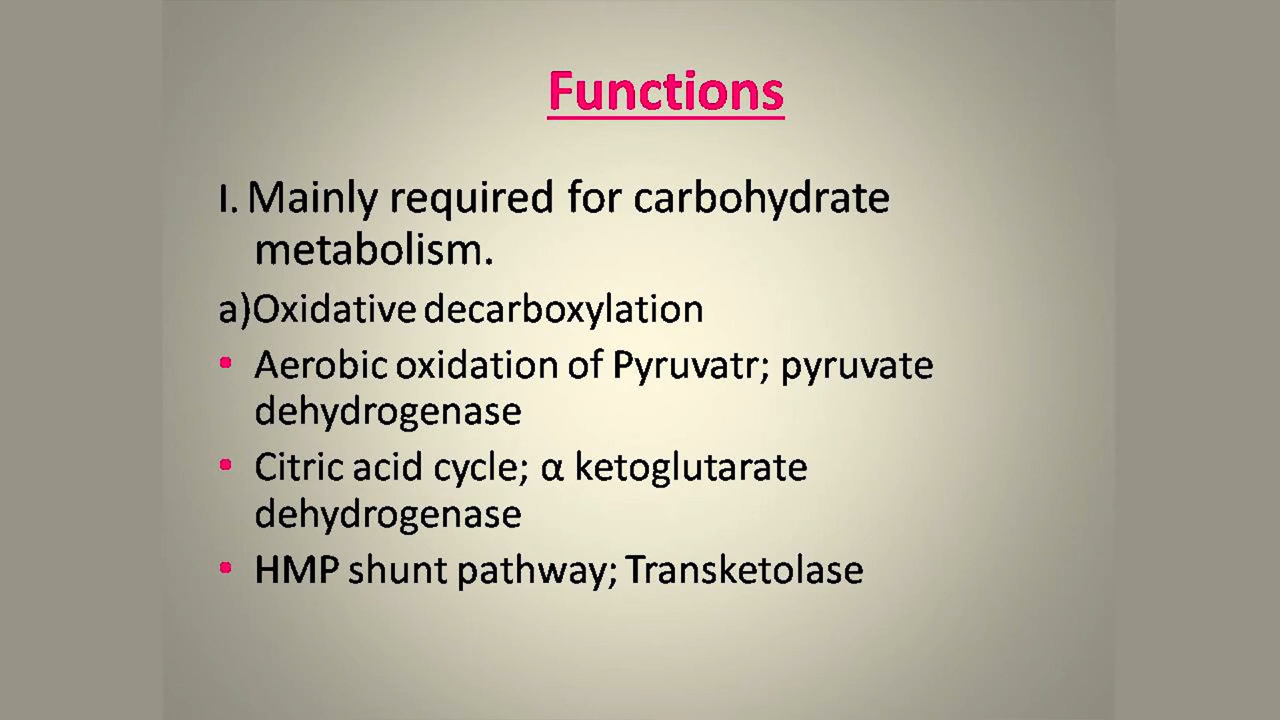 Functions
I. Mainly required for carbohydrate
metabolism.
a)Oxidative decarboxylation
• Aerobic oxidation of Pyruvatr; pyruvate
dehydrogenase
• Citric acid cycle; α ketoglutarate
dehydrogenase
• HMP shunt pathway; Transketolase